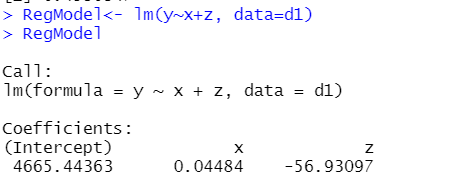 > RegModel<- lm(y~x+z, data=d1)
> RegModel
Call:
lm(formula = y ~ x + z, data = d1)
Coefficients:
(Intercept)            x            z
 4665.44363      0.04484    -56.93097